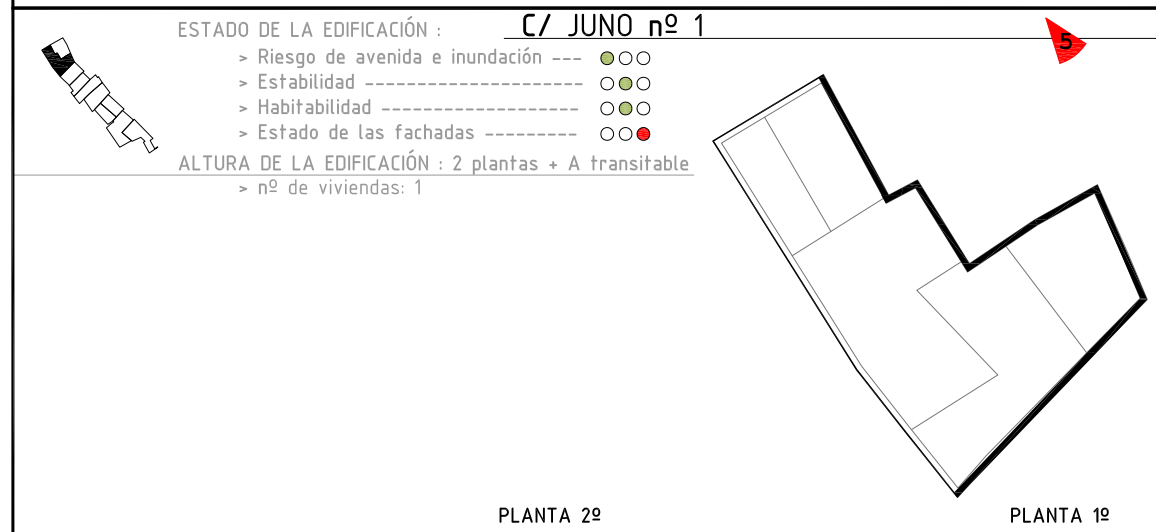 C/ JUNO nº 1
ESTADO DE LA EDIFICACIÓN :
> Riesgo de avenida e inundación ---
> Estabilidad ---------------------
> Habitabilidad -------------------
> Estado de las fachadas ---------
ALTURA DE LA EDIFICACIÓN : 2 plantas + A transitable
> nº de viviendas: 1
5
PLANTA 2º
PLANTA 1º